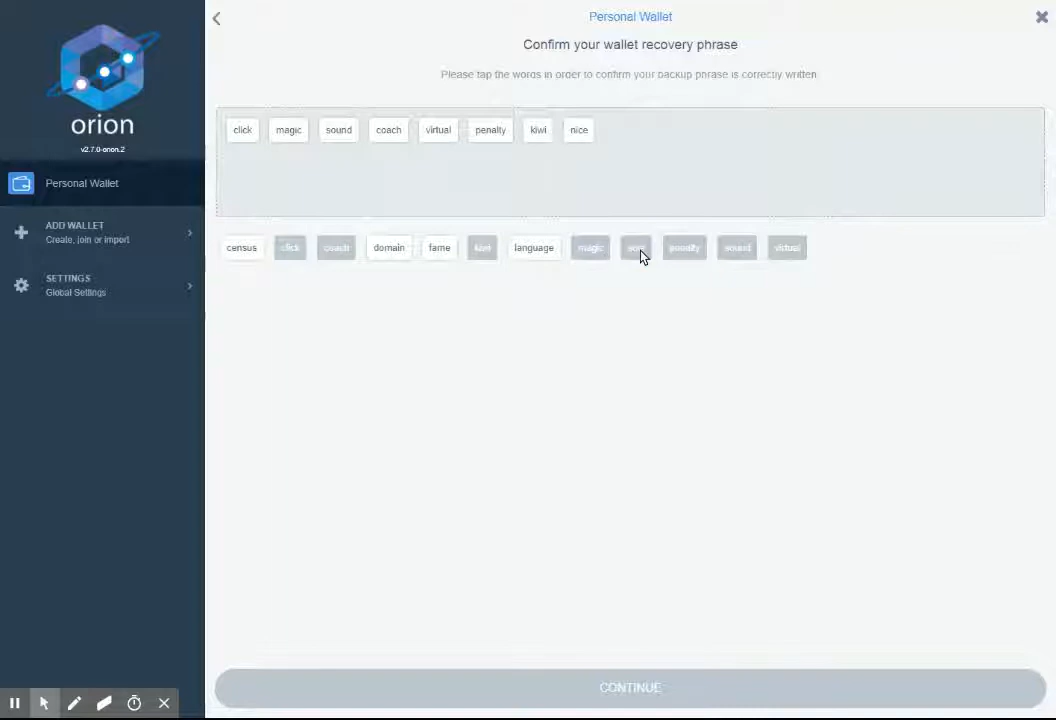 orion
v2.7.0-orion.2
Personal Wallet
ADD WALLET
Create, join or import
SETTINGS
Global Settings
Personal Wallet
Confirm your wallet recovery phrase
Please tap the words in order to confirm your backup phrase is correctly written
click magic sound coach virtual penalty kiwi nice
census click coach domain fame kiwi language magic nice penalty sound virtual
CONTINUE